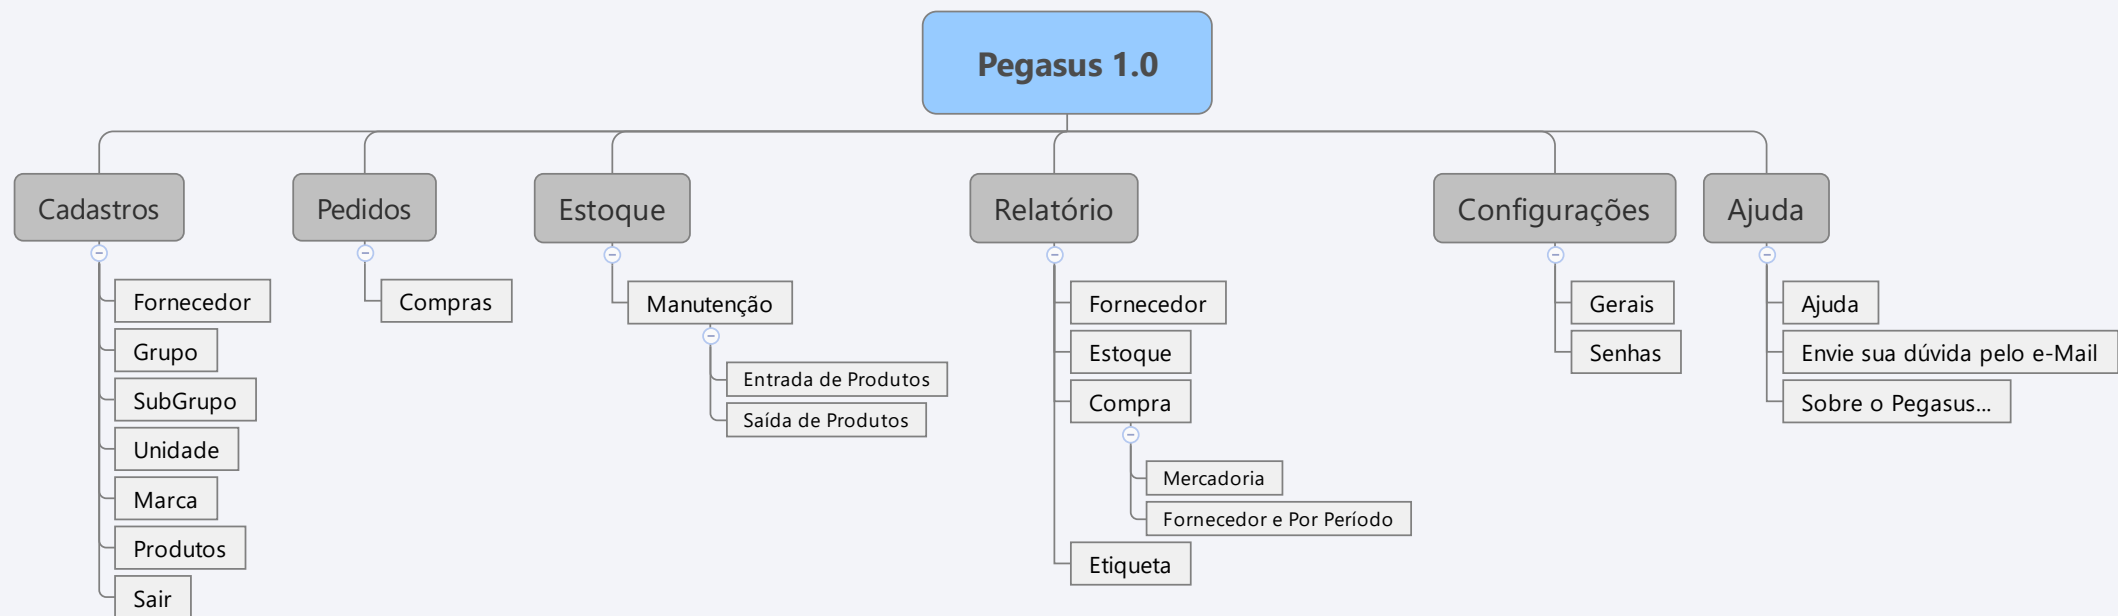 Pegasus 1.0
Cadastros
Fornecedor
Grupo
SubGrupo
Unidade
Marca
Produtos
Sair
Pedidos
Compras
Estoque
Manutenção
Entrada de Produtos
Saída de Produtos
Relatório
Fornecedor
Estoque
Compra
Mercadoria
Fornecedor e Por Período
Etiqueta
Configurações
Gerais
Senhas
Ajuda
Ajuda
Envie sua dúvida pelo e-Mail
Sobre o Pegasus...